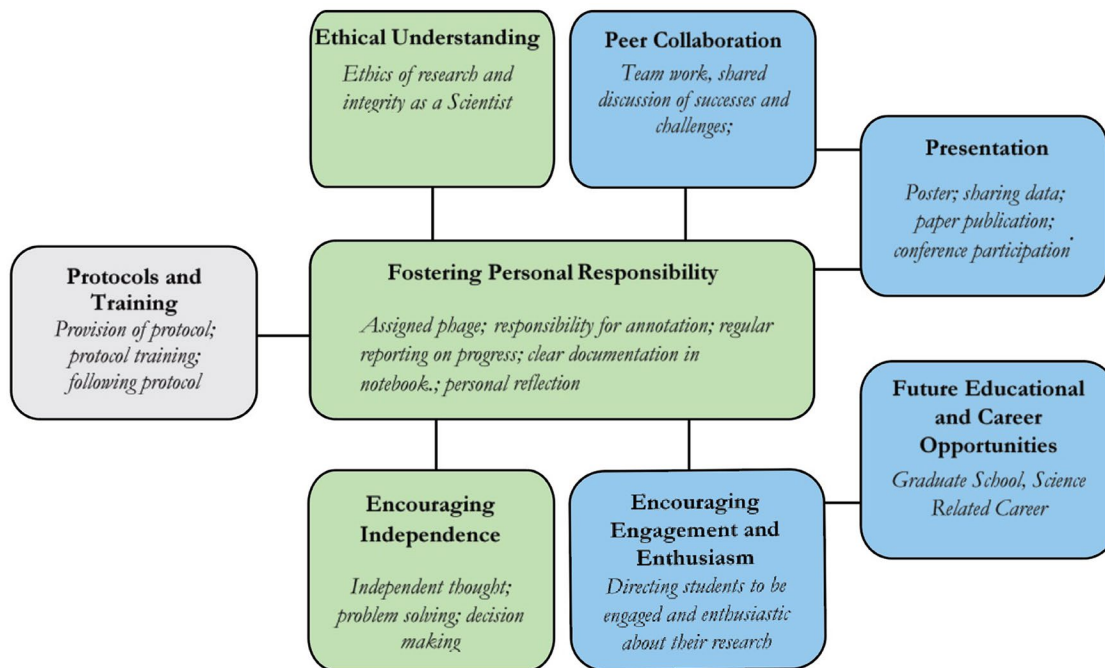 Ethical Understanding
Ethics of research and
integrity as a Scientist
Peer Collaboration
Team work, shared
discussion of successes and
challenges;
Presentation
Poster; sharing data;
paper publication;
conference participation.
Protocols and
Training
Provision of protocol;
protocol training;
following protocol
Fostering Personal Responsibility
Assigned phage; responsibility for annotation; regular
reporting on progress; clear documentation in
notebook.; personal reflection
Future Educational
and Career
Opportunities
Graduate School, Science
Related Career
Encouraging
Independence
Independent thought;
problem solving; decision
making
Encouraging
Engagement and
Enthusiasm
Directing students to be
engaged and enthusiastic
about their research